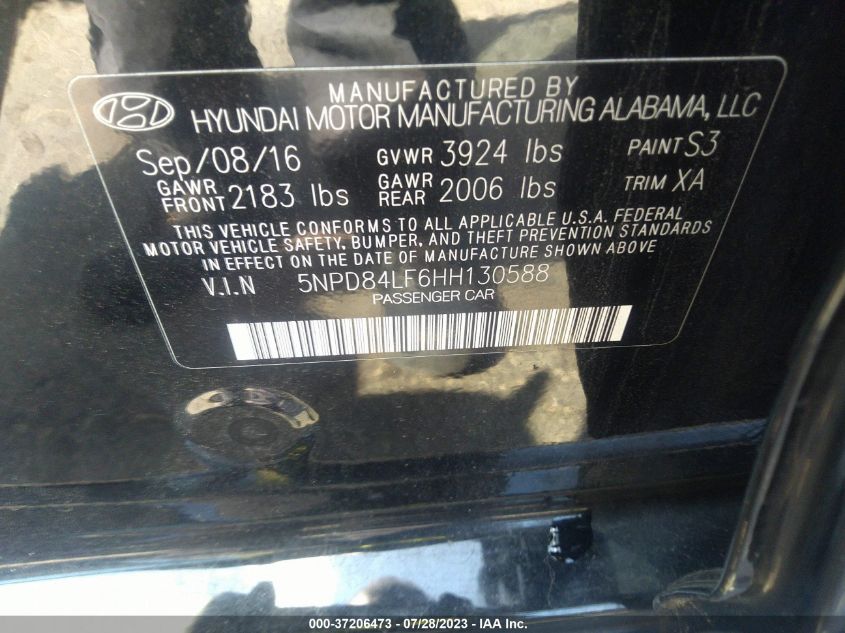 MANUFACTURED BY
HYUNDAI MOTOR MANUFACTURING ALABAMA, LLC
Sep/08/16 GVWR 3924 lbs PAINT S3
GAWR FRONT 2183 lbs GAWR REAR 2006 lbs TRIM XA
THIS VEHICLE CONFORMS TO ALL APPLICABLE U.S.A. FEDERAL
MOTOR VEHICLE SAFETY, BUMPER, AND THEFT PREVENTION STANDARDS
IN EFFECT ON THE DATE OF MANUFACTURE SHOWN ABOVE
V.I.N 5NPD84LF6HH130588
PASSENGER CAR
000-37206473 - 07/28/2023 - © IAA Inc.